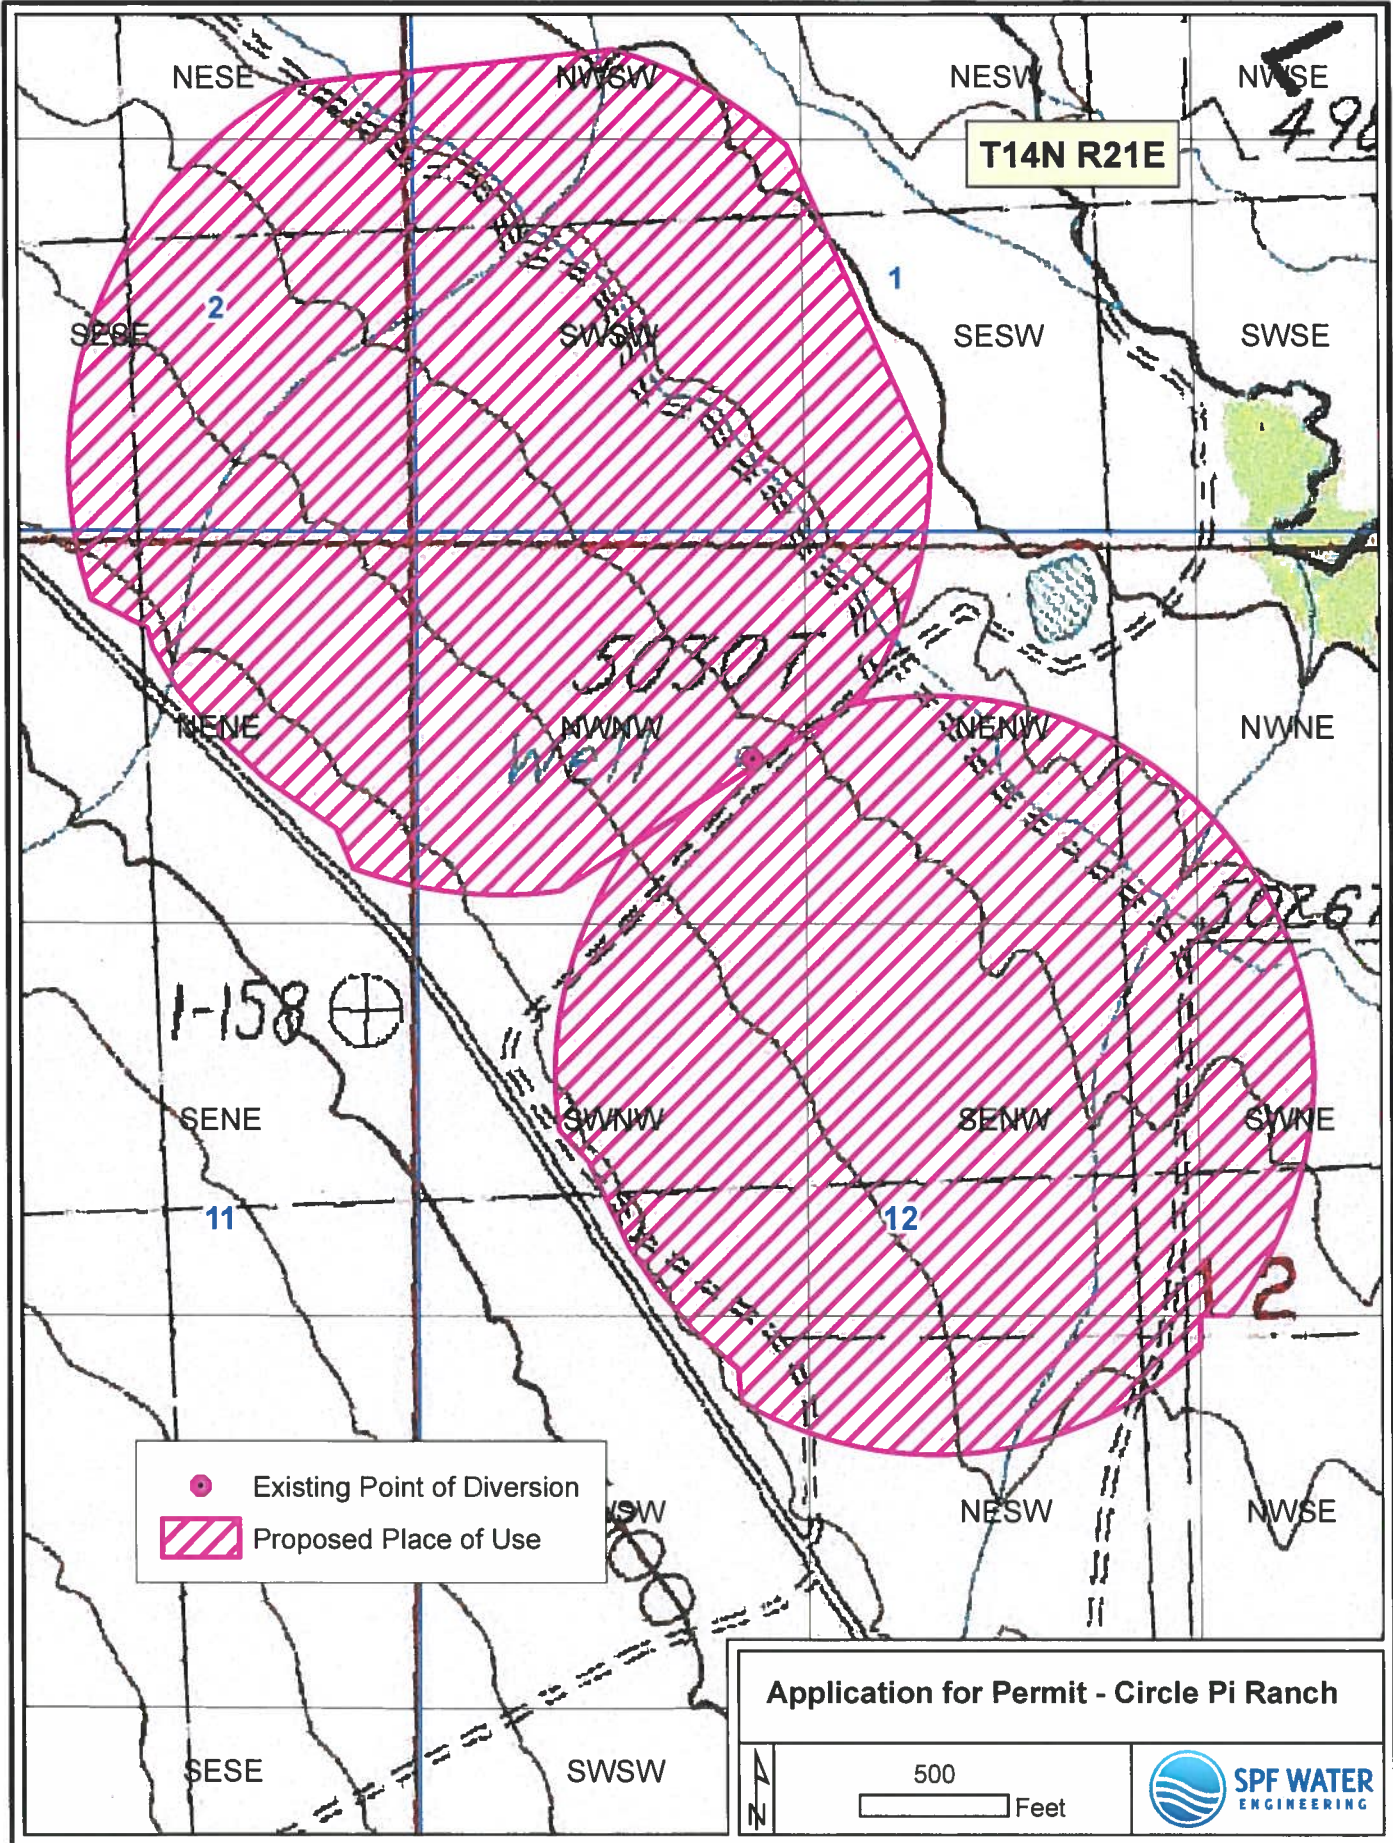 NESE NWSW NESW NWSE
T14N R21E
2 1
SESE SWSW SESW SWSE
5030T
NENE NWNW NENW NWNE
Well
1-158
SENE SWNW SENW SWNE
11 12
12
NESW NWSE
Existing Point of Diversion
Proposed Place of Use
SESE SWSW
Application for Permit - Circle Pi Ranch
N
500
Feet
SPF WATER
ENGINEERING